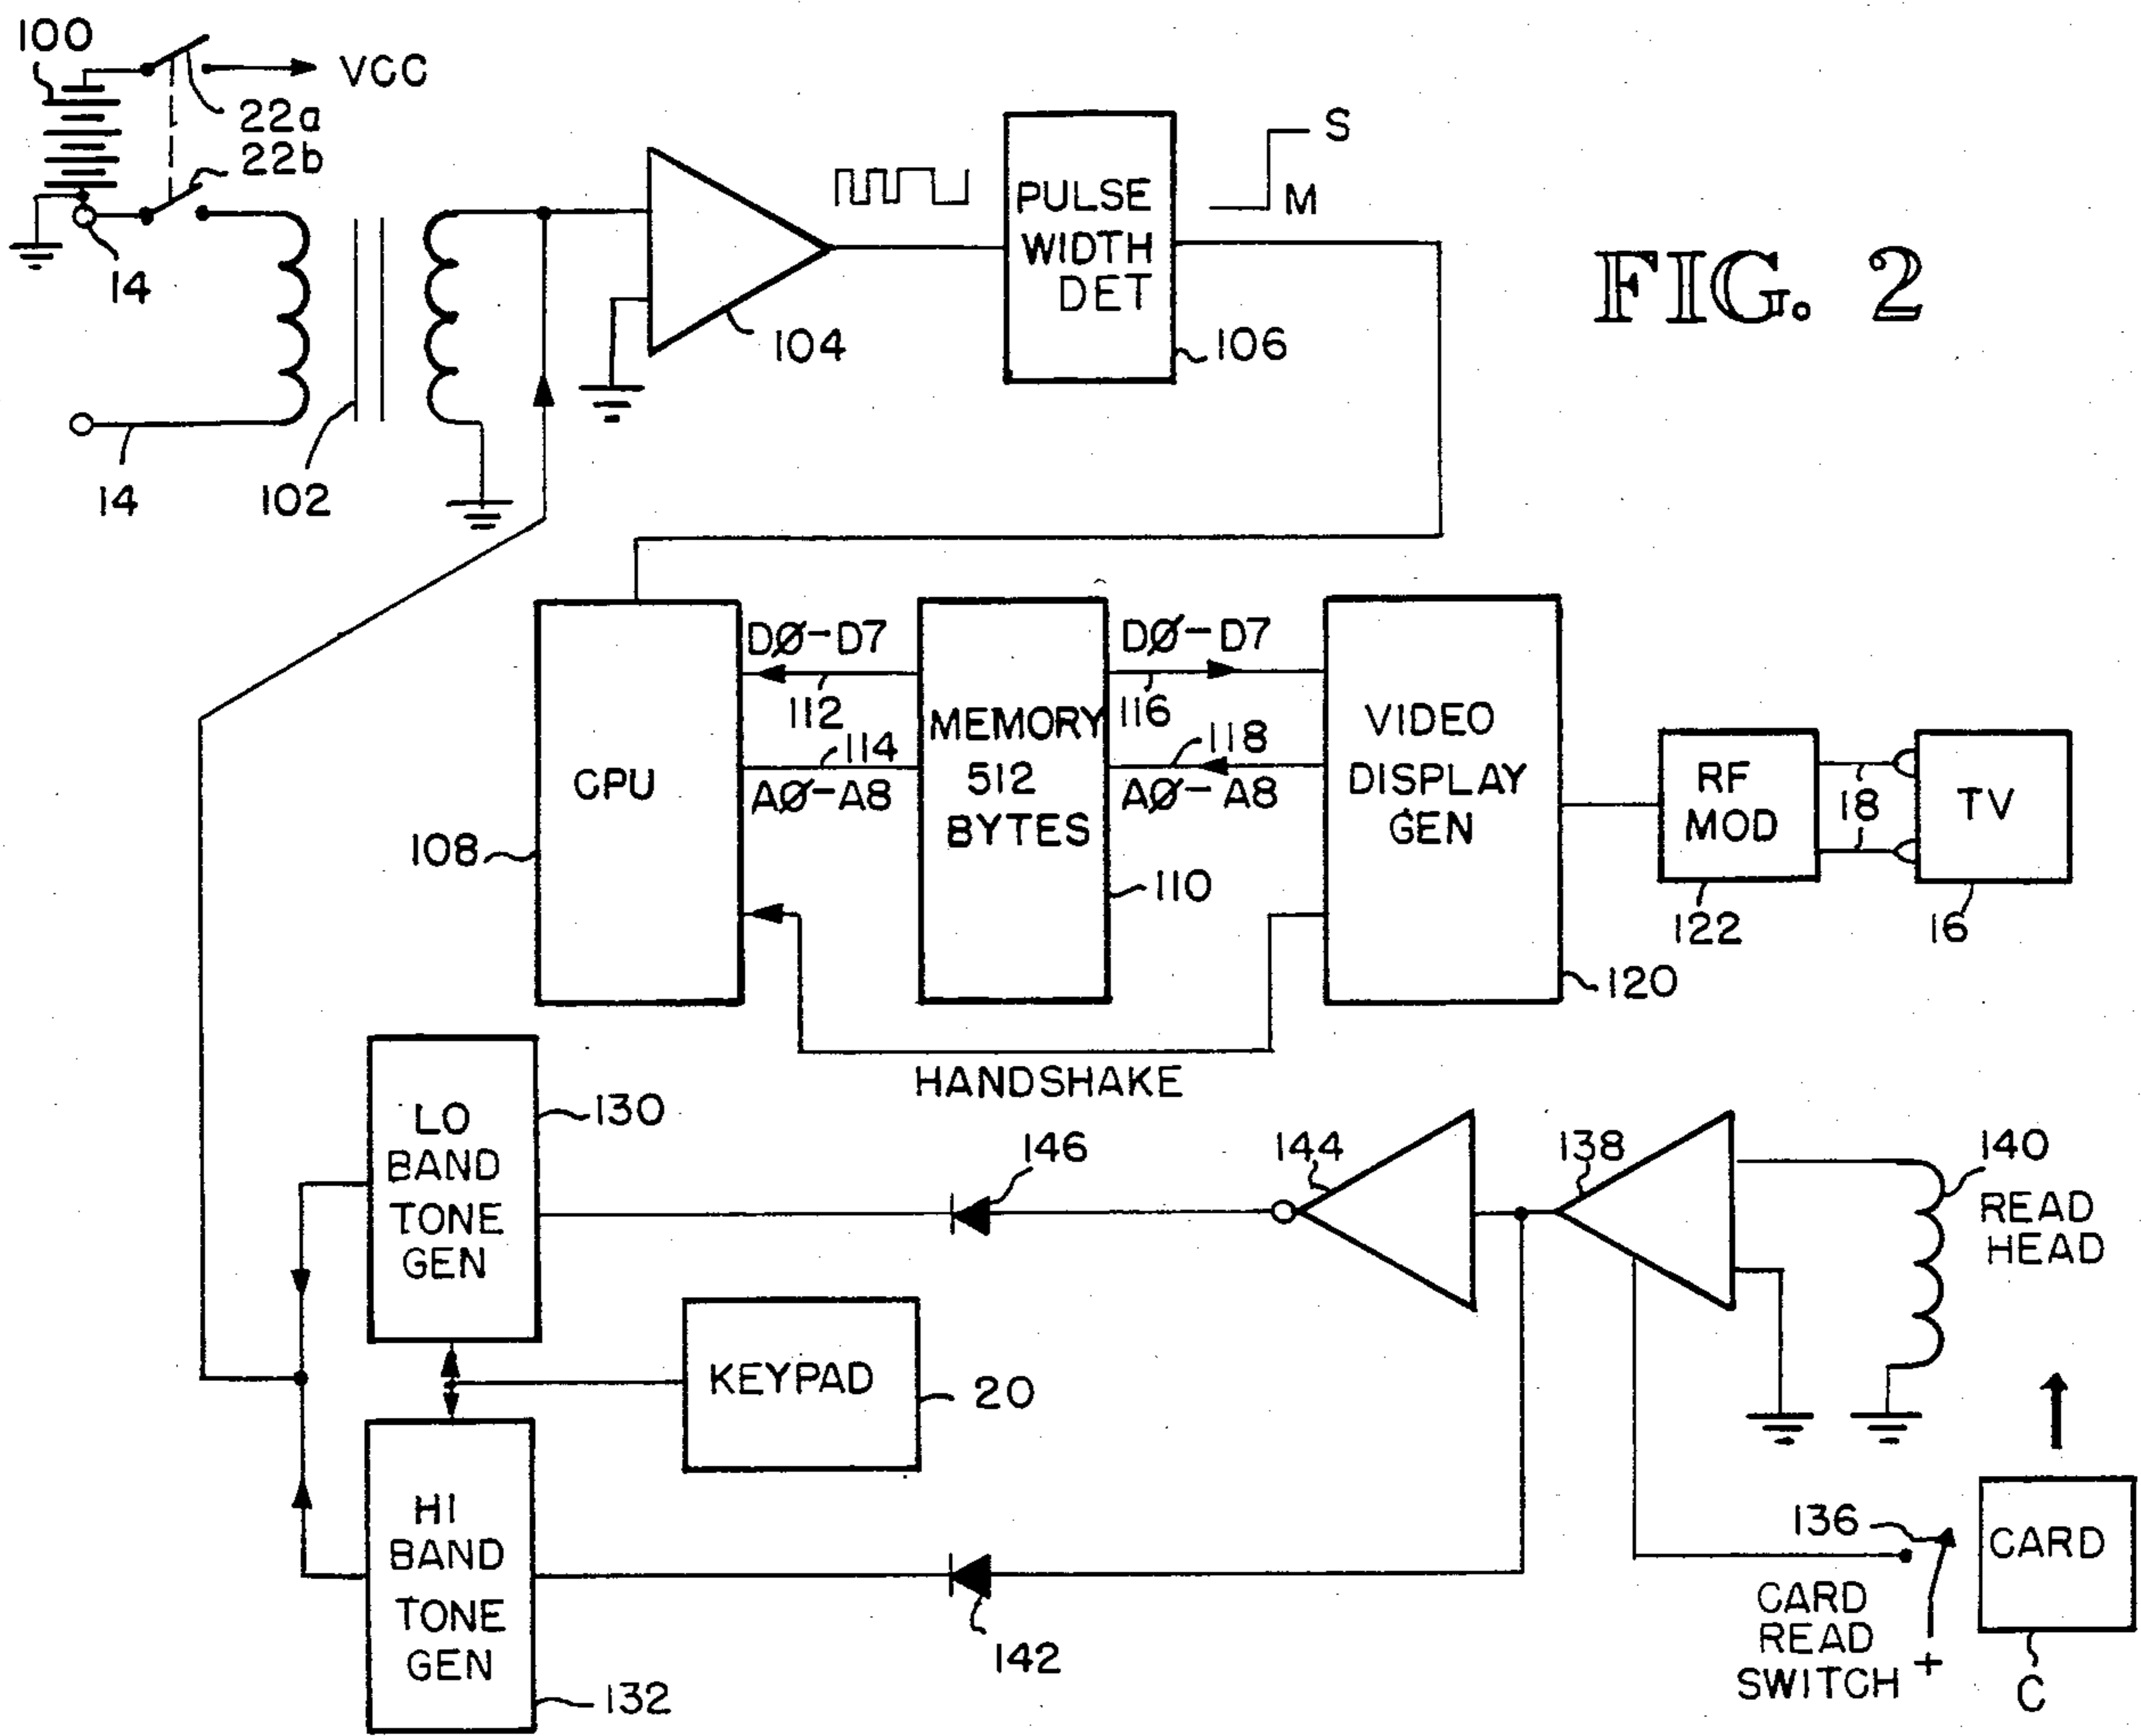 100
VCC
22a
22b
14
14
102
104
PULSE
WIDTH
DET
S
M
106
FIG. 2
CPU
108
DØ-D7
112
114
AØ-A8
MEMORY
512
BYTES
110
DØ-D7
116
118
AØ-A8
VIDEO
DISPLAY
GEN
120
RF
MOD
122
18
TV
16
HANDSHAKE
LO
BAND
TONE
GEN
130
146
144
138
140
READ
HEAD
KEYPAD
20
HI
BAND
TONE
GEN
132
142
136
CARD
READ
SWITCH
+
CARD
C